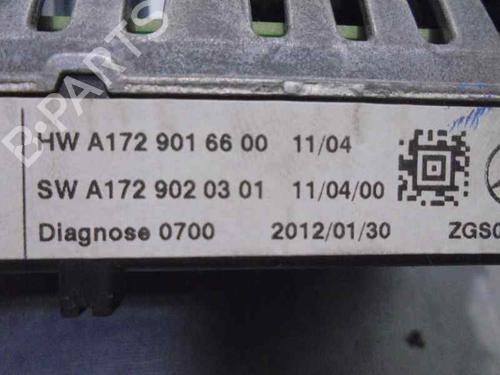 B-PARTS
HW A172 901 66 00 11/04
SW A172 902 03 01 11/04/00
Diagnose 0700 2012/01/30 ZGS0